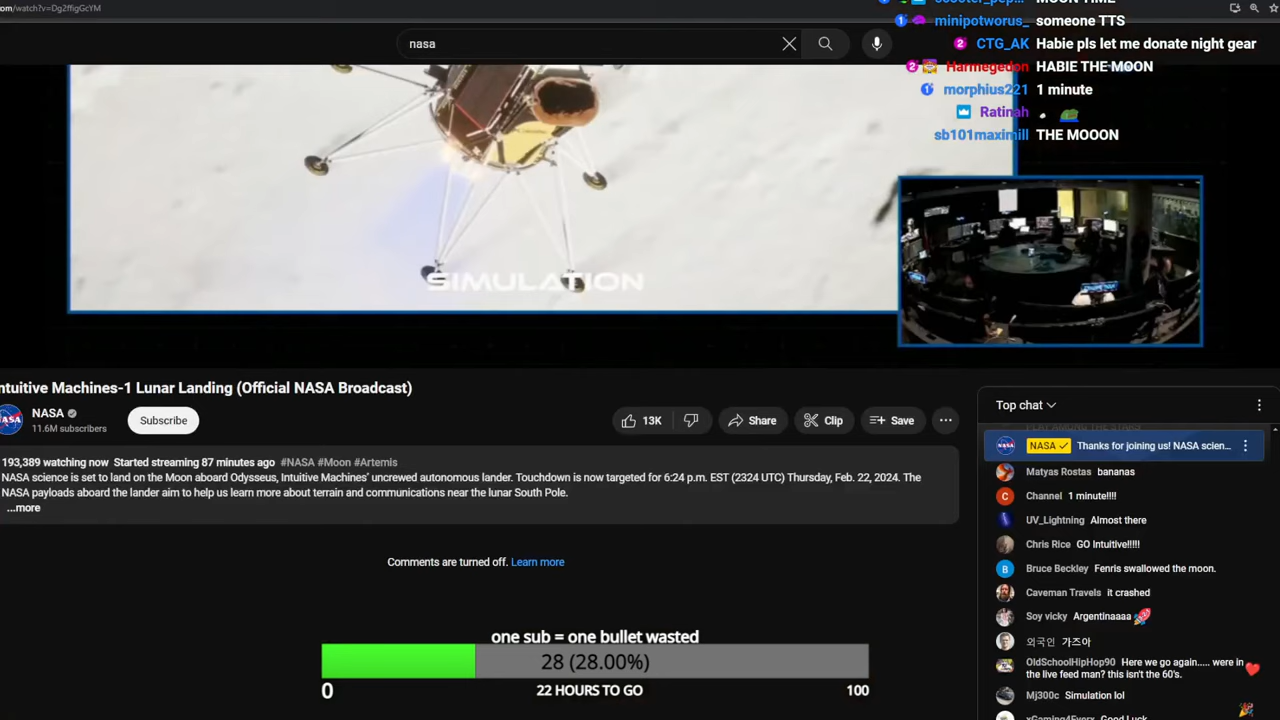 om/watch?v=Dg2ffigGcYM
nasa
MOON TIME
minipotworus_ someone TTS
CTG_AK Habie pls let me donate night gear
Harmegedon HABIE THE MOON
morphius221 1 minute
Ratinah
sb101maximill THE MOOON
SIMULATION
ntuitive Machines-1 Lunar Landing (Official NASA Broadcast)
NASA
11.6M subscribers
Subscribe
13K
Share
Clip
Save
193,389 watching now Started streaming 87 minutes ago #NASA #Moon #Artemis
NASA science is set to land on the Moon aboard Odysseus, Intuitive Machines' uncrewed autonomous lander. Touchdown is now targeted for 6:24 p.m. EST (2324 UTC) Thursday, Feb. 22, 2024. The
NASA payloads aboard the lander aim to help us learn more about terrain and communications near the lunar South Pole.
...more
Comments are turned off. Learn more
one sub = one bullet wasted
28 (28.00%)
0 22 HOURS TO GO 100
Top chat
NASA Thanks for joining us! NASA scien...
Matyas Rostas bananas
C Channel 1 minute!!!!
UV_Lightning Almost there
Chris Rice GO Intuitive!!!!!
B Bruce Beckley Fenris swallowed the moon.
Caveman Travels it crashed
Soy vicky Argentinaaaa
외국인 가즈아
OldSchoolHipHop90 Here we go again..... were in
the live feed man? this isn't the 60's.
Mj300c Simulation lol
Good Luck